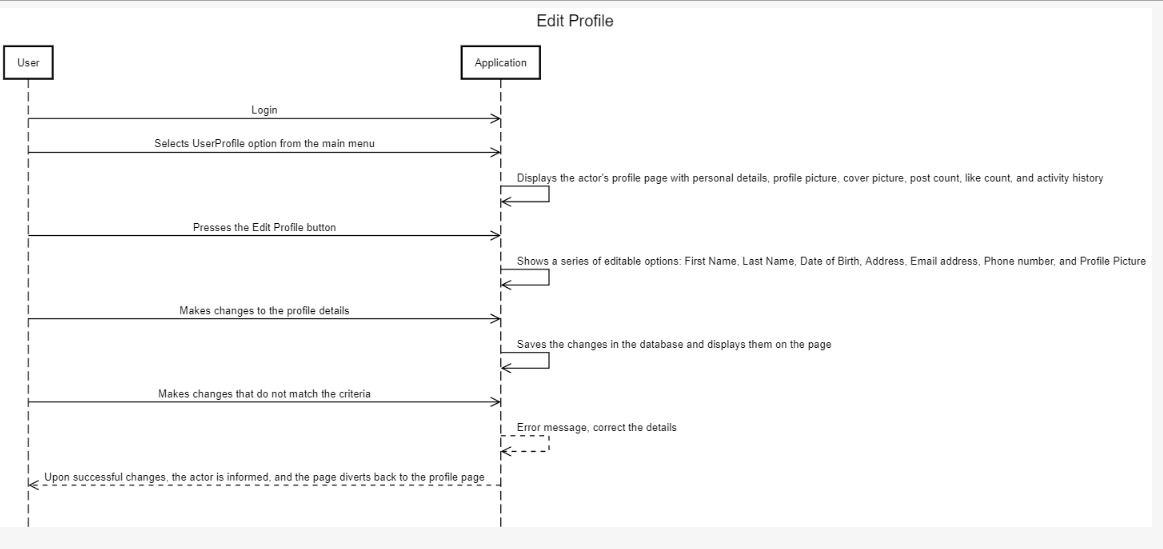 Edit Profile
User
Application
Login
Selects UserProfile option from the main menu
Displays the actor's profile page with personal details, profile picture, cover picture, post count, like count, and activity history
Presses the Edit Profile button
Shows a series of editable options: First Name, Last Name, Date of Birth, Address, Email address, Phone number, and Profile Picture
Makes changes to the profile details
Saves the changes in the database and displays them on the page
Makes changes that do not match the criteria
Error message, correct the details
Upon successful changes, the actor is informed, and the page diverts back to the profile page